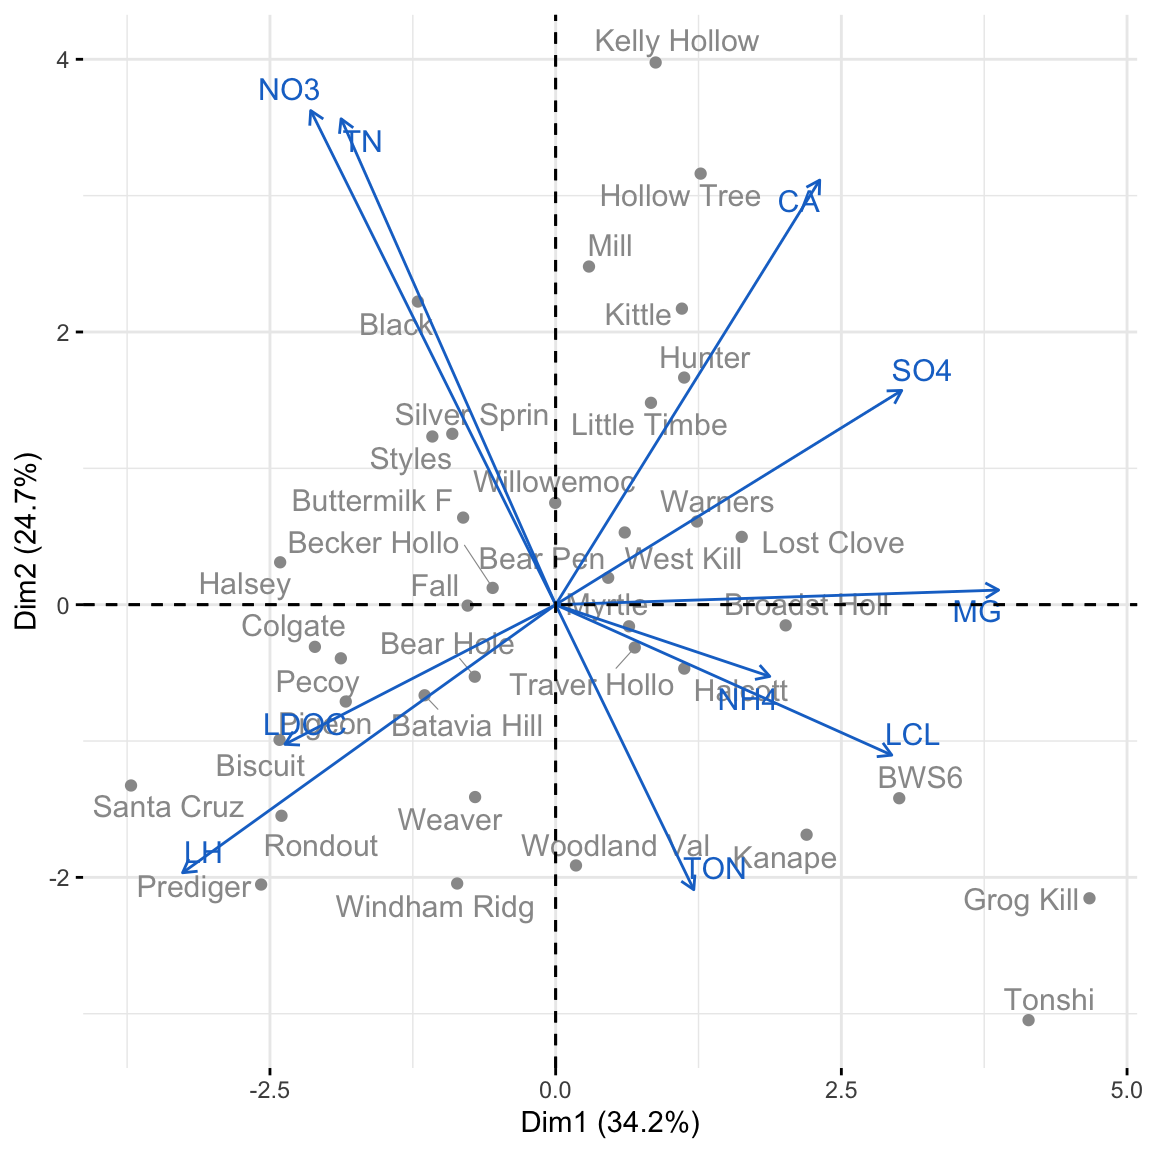 Kelly Hollow
4
NO3
TN
Hollow Tree
CA
Mill
Kittle
Black
2
Hunter
SO4
Silver Sprin
Little Timbe
Styles
Willowemoc
Buttermilk F
Warners
Becker Hollo
Bear Pen
West Kill
Lost Clove
Halsey
Fall
0
Myrtle
Broadst Holl
MG
Colgate
Bear Hole
Pecoy
Traver Hollo
Halcott
NH4
LDOC
Pigeon
Batavia Hill
LCL
Biscuit
BWS6
Santa Cruz
Weaver
Rondout
Woodland Val
LH
Kanape
TON
-2
Prediger
Windham Ridg
Grog Kill
Tonshi
-2.5
0.0
2.5
5.0
Dim1 (34.2%)
Dim2 (24.7%)